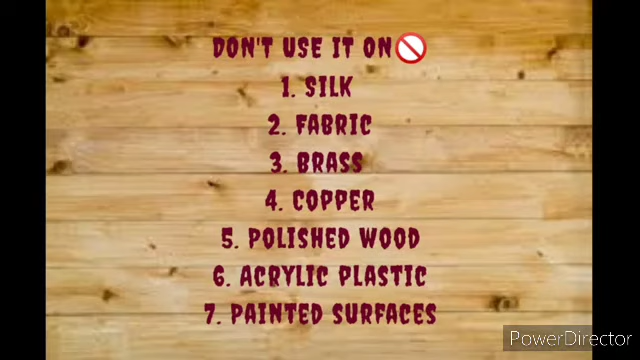 DON'T USE IT ON🚫
1. SILK
2. FABRIC
3. BRASS
4. COPPER
5. POLISHED WOOD
6. ACRYLIC PLASTIC
7. PAINTED SURFACES
PowerDirector